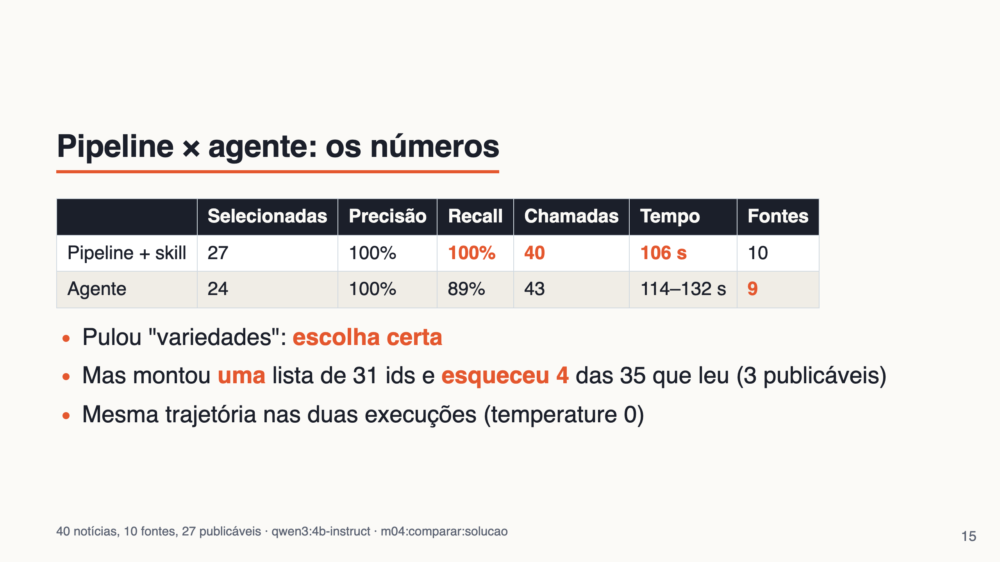 Pipeline × agente: os números
Selecionadas Precisão Recall Chamadas Tempo Fontes
Pipeline + skill 27 100% 100% 40 106 s 10
Agente 24 100% 89% 43 114–132 s 9
• Pulou "variedades": escolha certa
• Mas montou uma lista de 31 ids e esqueceu 4 das 35 que leu (3 publicáveis)
• Mesma trajetória nas duas execuções (temperature 0)
40 notícias, 10 fontes, 27 publicáveis · qwen3:4b-instruct · m04:comparar:solucao
15